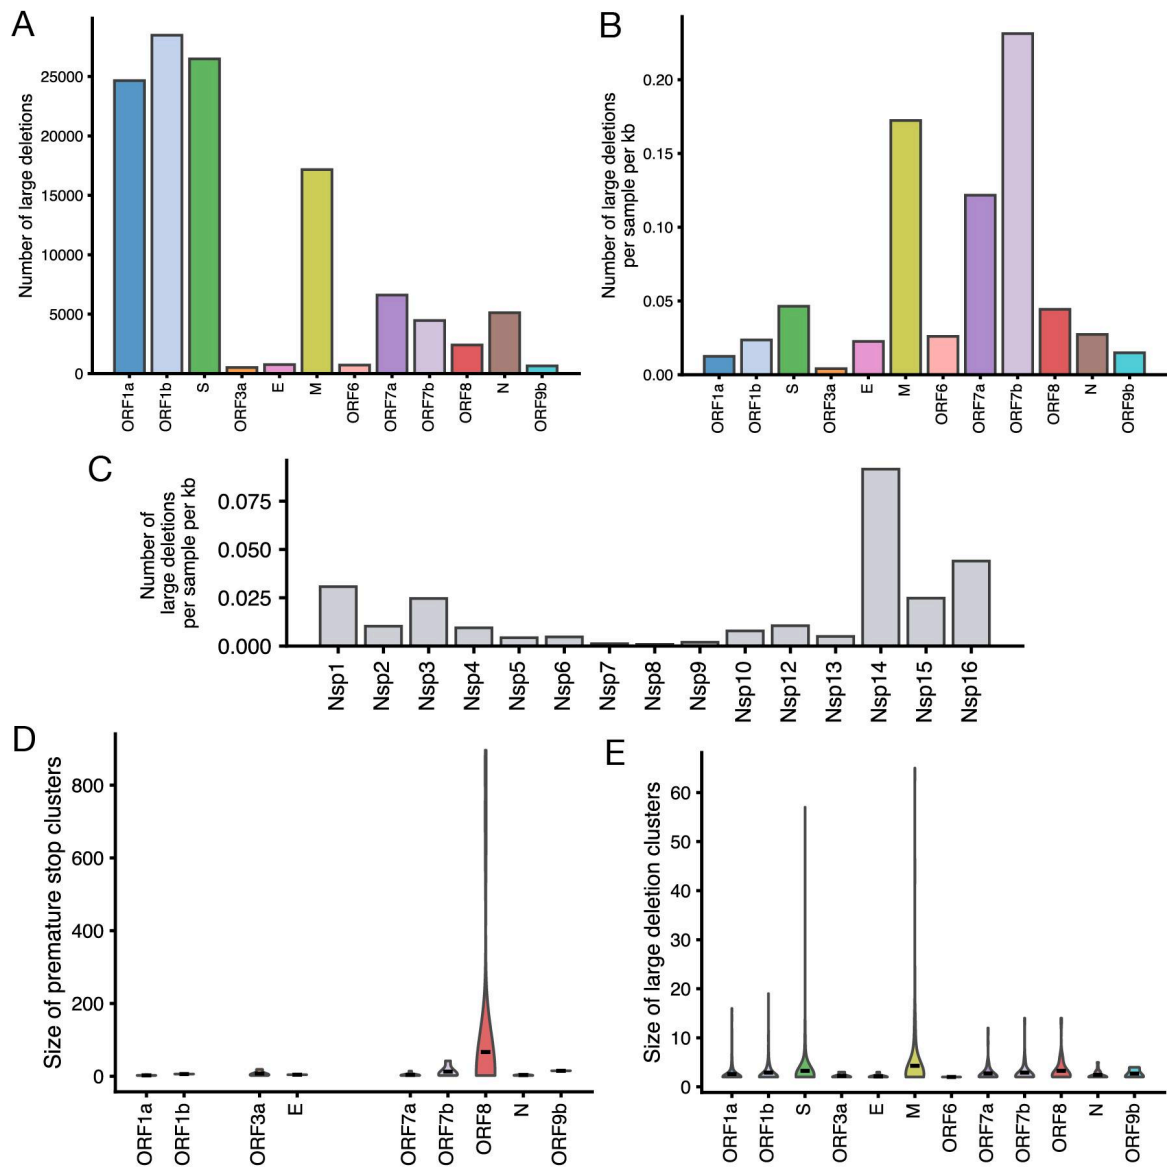 A
Number of large deletions
25000
20000
15000
10000
5000
0
ORF1a
ORF1b
S
ORF3a
E
M
ORF6
ORF7a
ORF7b
ORF8
N
ORF9b
B
Number of large deletions
per sample per kb
0.20
0.15
0.10
0.05
0.00
ORF1a
ORF1b
S
ORF3a
E
M
ORF6
ORF7a
ORF7b
ORF8
N
ORF9b
C
Number of
large deletions
per sample per kb
0.075
0.050
0.025
0.000
Nsp1
Nsp2
Nsp3
Nsp4
Nsp5
Nsp6
Nsp7
Nsp8
Nsp9
Nsp10
Nsp12
Nsp13
Nsp14
Nsp15
Nsp16
D
Size of premature stop clusters
800
600
400
200
0
ORF1a
ORF1b
ORF3a
E
ORF7a
ORF7b
ORF8
N
ORF9b
E
Size of large deletion clusters
60
50
40
30
20
10
0
ORF1a
ORF1b
S
ORF3a
E
M
ORF6
ORF7a
ORF7b
ORF8
N
ORF9b